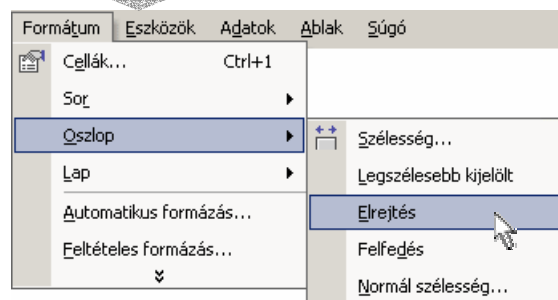 Formátum Eszközök Adatok Ablak Súgó
Cellák... Ctrl+1
Sor
Oszlop
Lap
Automatikus formázás...
Feltételes formázás...
Szélesség...
Legszélesebb kijelölt
Elrejtés
Felfedés
Normál szélesség...